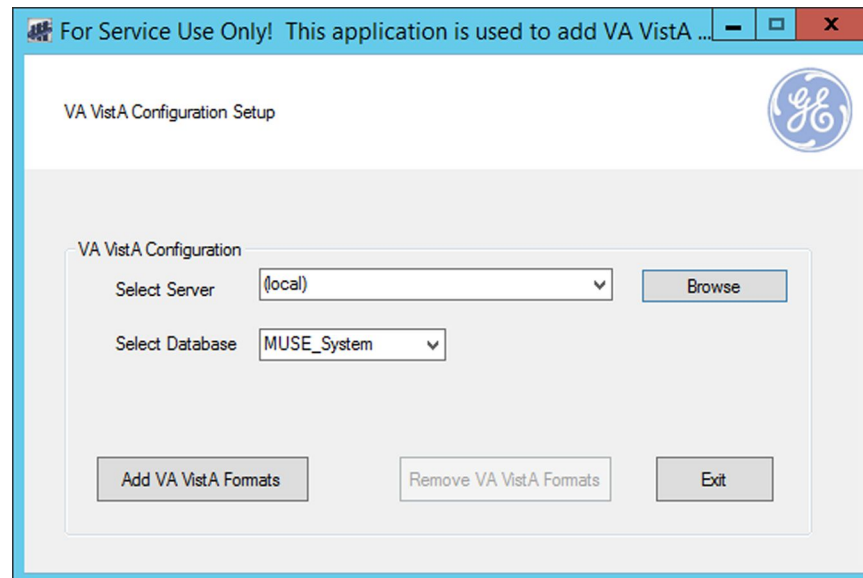 For Service Use Only! This application is used to add VA VistA ...
VA VistA Configuration Setup
GE
VA VistA Configuration
Select Server (local) Browse
Select Database MUSE_System
Add VA VistA Formats Remove VA VistA Formats Exit